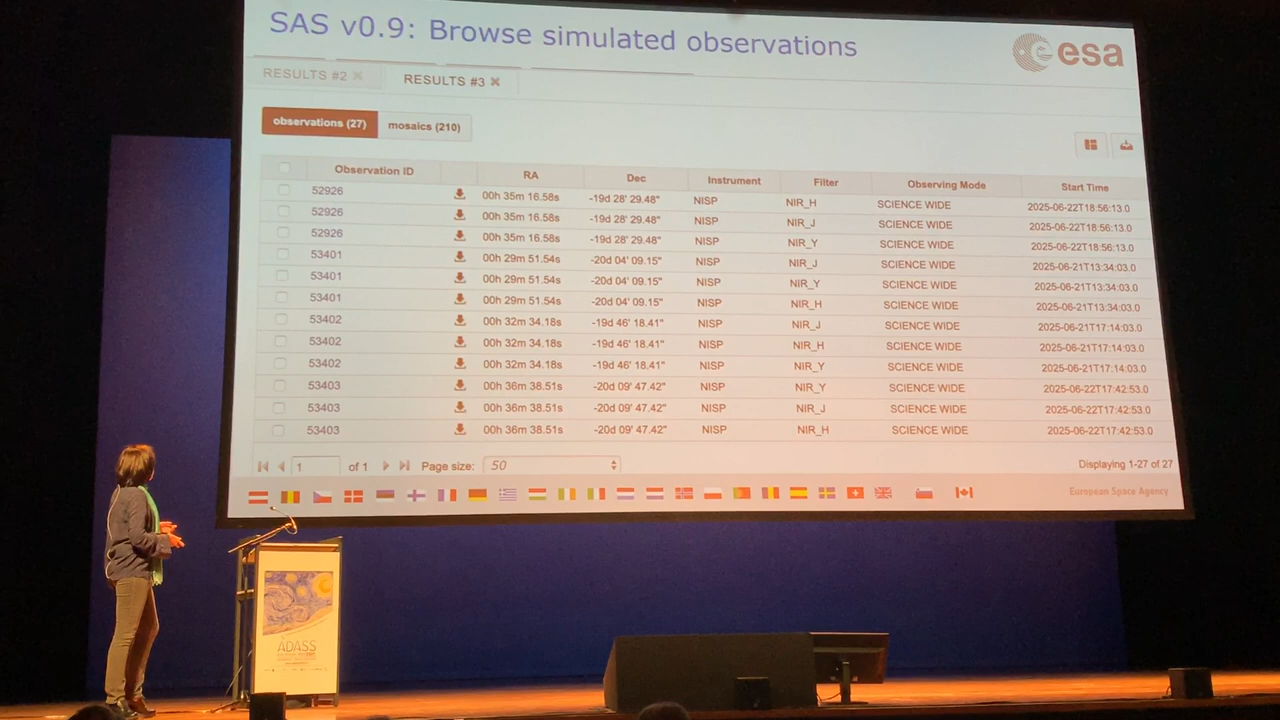 SAS v0.9: Browse simulated observations
esa
RESULTS #2 ✖ RESULTS #3 ✖
observations (27) mosaics (210)
Observation ID RA Dec Instrument Filter Observing Mode Start Time
52926 00h 35m 16.58s -19d 28' 29.48" NISP NIR_H SCIENCE WIDE 2025-06-22T18:56:13.0
52926 00h 35m 16.58s -19d 28' 29.48" NISP NIR_J SCIENCE WIDE 2025-06-22T18:56:13.0
52926 00h 35m 16.58s -19d 28' 29.48" NISP NIR_Y SCIENCE WIDE 2025-06-22T18:56:13.0
53401 00h 29m 51.54s -20d 04' 09.15" NISP NIR_J SCIENCE WIDE 2025-06-21T13:34:03.0
53401 00h 29m 51.54s -20d 04' 09.15" NISP NIR_Y SCIENCE WIDE 2025-06-21T13:34:03.0
53401 00h 29m 51.54s -20d 04' 09.15" NISP NIR_H SCIENCE WIDE 2025-06-21T13:34:03.0
53402 00h 32m 34.18s -19d 46' 18.41" NISP NIR_J SCIENCE WIDE 2025-06-21T17:14:03.0
53402 00h 32m 34.18s -19d 46' 18.41" NISP NIR_H SCIENCE WIDE 2025-06-21T17:14:03.0
53402 00h 32m 34.18s -19d 46' 18.41" NISP NIR_Y SCIENCE WIDE 2025-06-21T17:14:03.0
53403 00h 36m 38.51s -20d 09' 47.42" NISP NIR_Y SCIENCE WIDE 2025-06-22T17:42:53.0
53403 00h 36m 38.51s -20d 09' 47.42" NISP NIR_J SCIENCE WIDE 2025-06-22T17:42:53.0
53403 00h 36m 38.51s -20d 09' 47.42" NISP NIR_H SCIENCE WIDE 2025-06-22T17:42:53.0
1 of 1 Page size: 50 Displaying 1-27 of 27
European Space Agency
ADASS